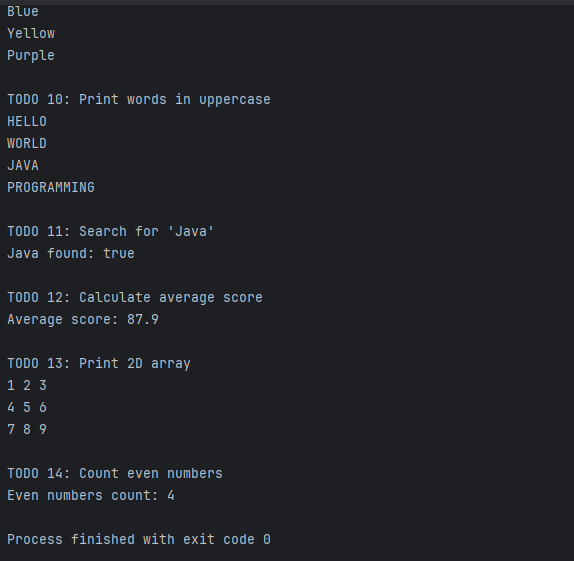 Blue
Yellow
Purple
TODO 10: Print words in uppercase
HELLO
WORLD
JAVA
PROGRAMMING
TODO 11: Search for 'Java'
Java found: true
TODO 12: Calculate average score
Average score: 87.9
TODO 13: Print 2D array
1 2 3
4 5 6
7 8 9
TODO 14: Count even numbers
Even numbers count: 4
Process finished with exit code 0